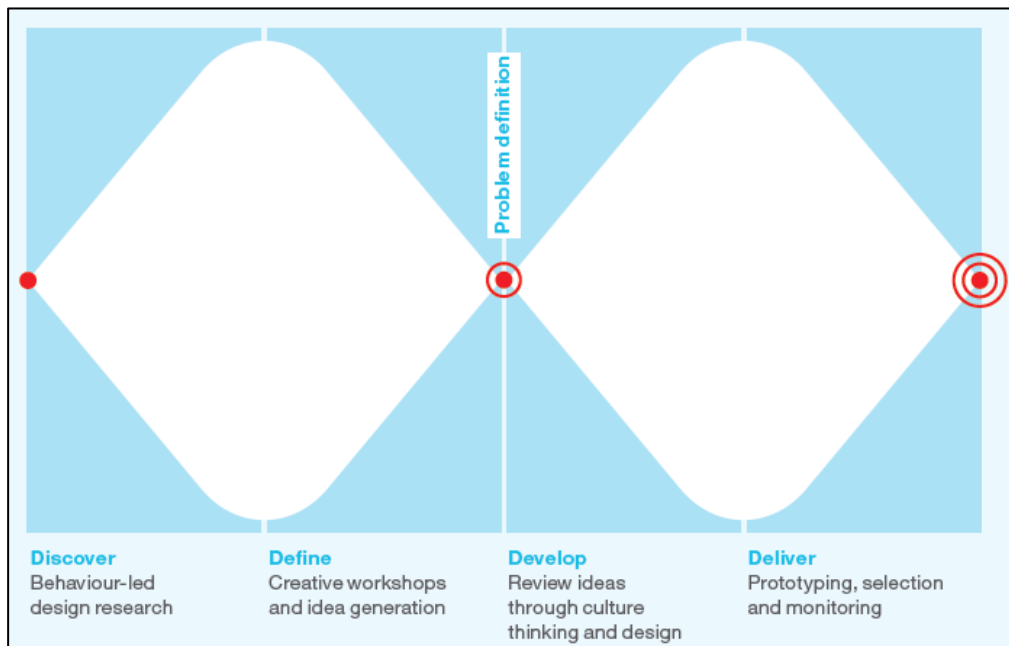 Problem definition
Discover
Behaviour-led
design research
Define
Creative workshops
and idea generation
Develop
Review ideas
through culture
thinking and design
Deliver
Prototyping, selection
and monitoring